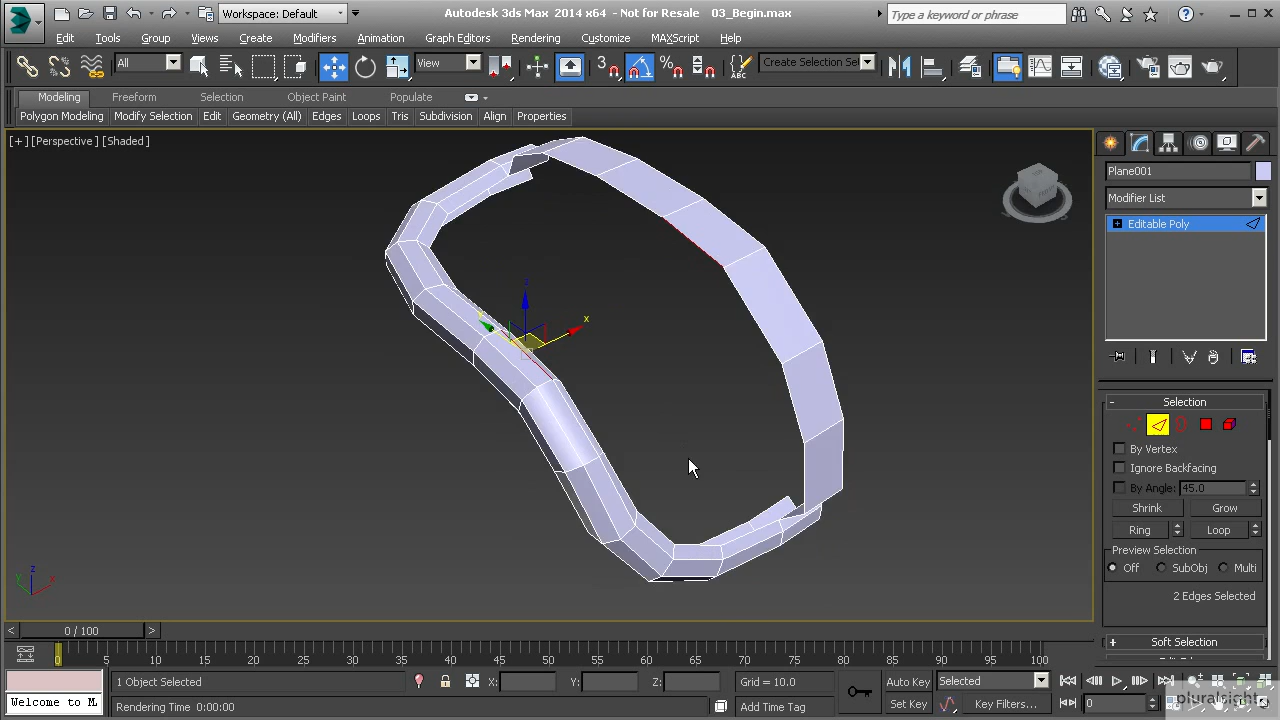 Workspace: Default
Autodesk 3ds Max 2014 x64 - Not for Resale 03_Begin.max
Type a keyword or phrase
Edit Tools Group Views Create Modifiers Animation Graph Editors Rendering Customize MAXScript Help
All
View
3
Create Selection Se
Modeling Freeform Selection Object Paint Populate
Polygon Modeling Modify Selection Edit Geometry (All) Edges Loops Tris Subdivision Align Properties
[+] [Perspective] [Shaded]
Plane001
Modifier List
Editable Poly
z
x
Selection
By Vertex
Ignore Backfacing
By Angle: 45.0
Shrink Grow
Ring Loop
Preview Selection
Off SubObj Multi
2 Edges Selected
Soft Selection
z
y x
< 0 / 100 >
0 5 10 15 20 25 30 35 40 45 50 55 60 65 70 75 80 85 90 95 100
1 Object Selected X: Y: Z: Grid = 10.0 Auto Key Selected
Welcome to M
Rendering Time 0:00:00 Add Time Tag Set Key Key Filters... 0
pluralsight